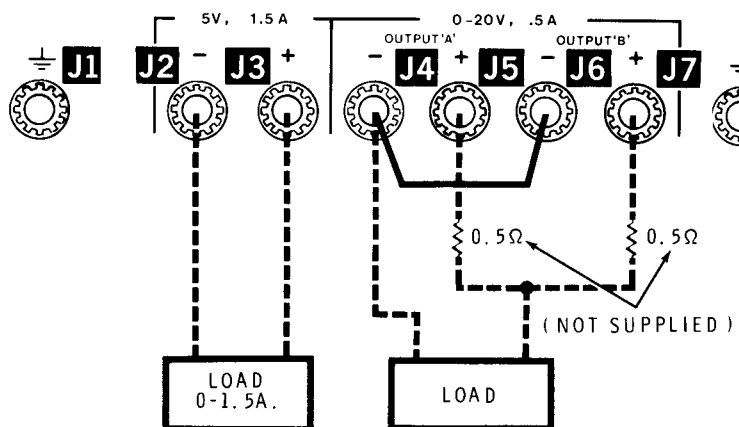 5V, 1.5A
0-20V, .5A
OUTPUT'A'
OUTPUT'B'
J1
J2
-
J3
+
-
J4
+
J5
-
J6
+
J7
0.5Ω
0.5Ω
(NOT SUPPLIED)
LOAD
0-1.5A.
LOAD